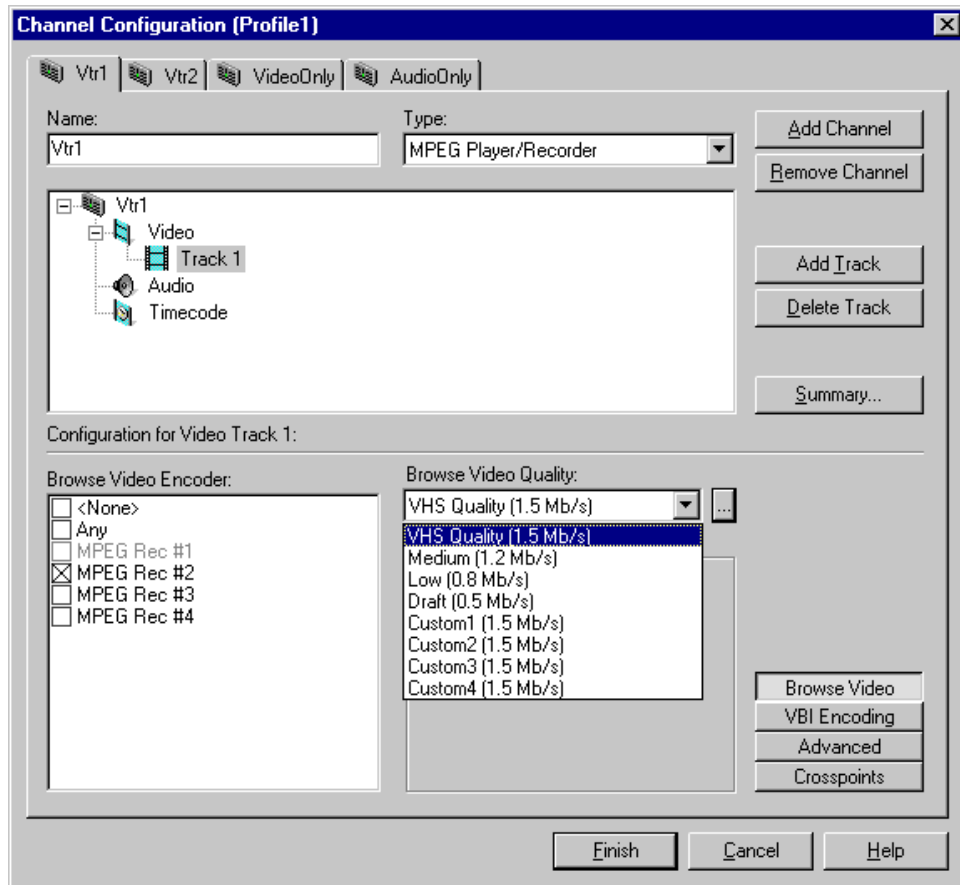 Channel Configuration (Profile1)
Vtr1
Vtr2
VideoOnly
AudioOnly
Name:
Type:
Vtr1
MPEG Player/Recorder
Add Channel
Remove Channel
Vtr1
Video
Track 1
Audio
Timecode
Add Track
Delete Track
Summary...
Configuration for Video Track 1:
Browse Video Encoder:
<None>
Any
MPEG Rec #1
MPEG Rec #2
MPEG Rec #3
MPEG Rec #4
Browse Video Quality:
VHS Quality (1.5 Mb/s)
...
VHS Quality (1.5 Mb/s)
Medium (1.2 Mb/s)
Low (0.8 Mb/s)
Draft (0.5 Mb/s)
Custom1 (1.5 Mb/s)
Custom2 (1.5 Mb/s)
Custom3 (1.5 Mb/s)
Custom4 (1.5 Mb/s)
Browse Video
VBI Encoding
Advanced
Crosspoints
Finish
Cancel
Help